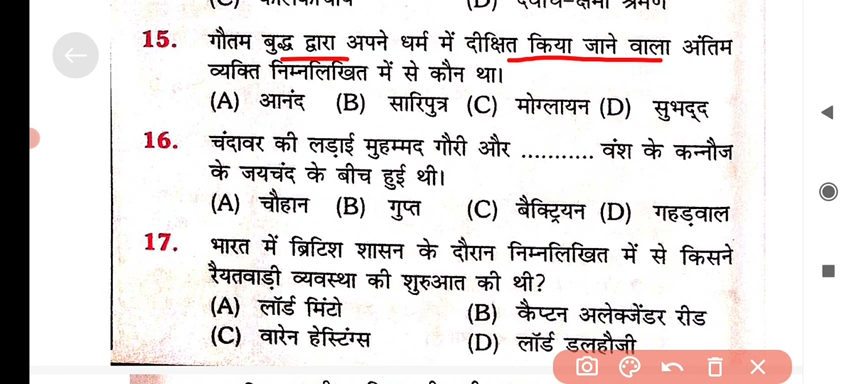 15. गौतम बुद्ध द्वारा अपने धर्म में दीक्षित किया जाने वाला अंतिम
व्यक्ति निम्नलिखित में से कौन था।
(A) आनंद (B) सारिपुत्र (C) मोग्लायन (D) सुभद्द
16. चंदावर की लड़ाई मुहम्मद गौरी और ........... वंश के कन्नौज
के जयचंद के बीच हुई थी।
(A) चौहान (B) गुप्त (C) बैक्ट्रियन (D) गहड़वाल
17. भारत में ब्रिटिश शासन के दौरान निम्नलिखित में से किसने
रैयतवाड़ी व्यवस्था की शुरुआत की थी?
(A) लॉर्ड मिंटो (B) कैप्टन अलेक्जेंडर रीड
(C) वारेन हेस्टिंग्स (D) लॉर्ड डलहौजी